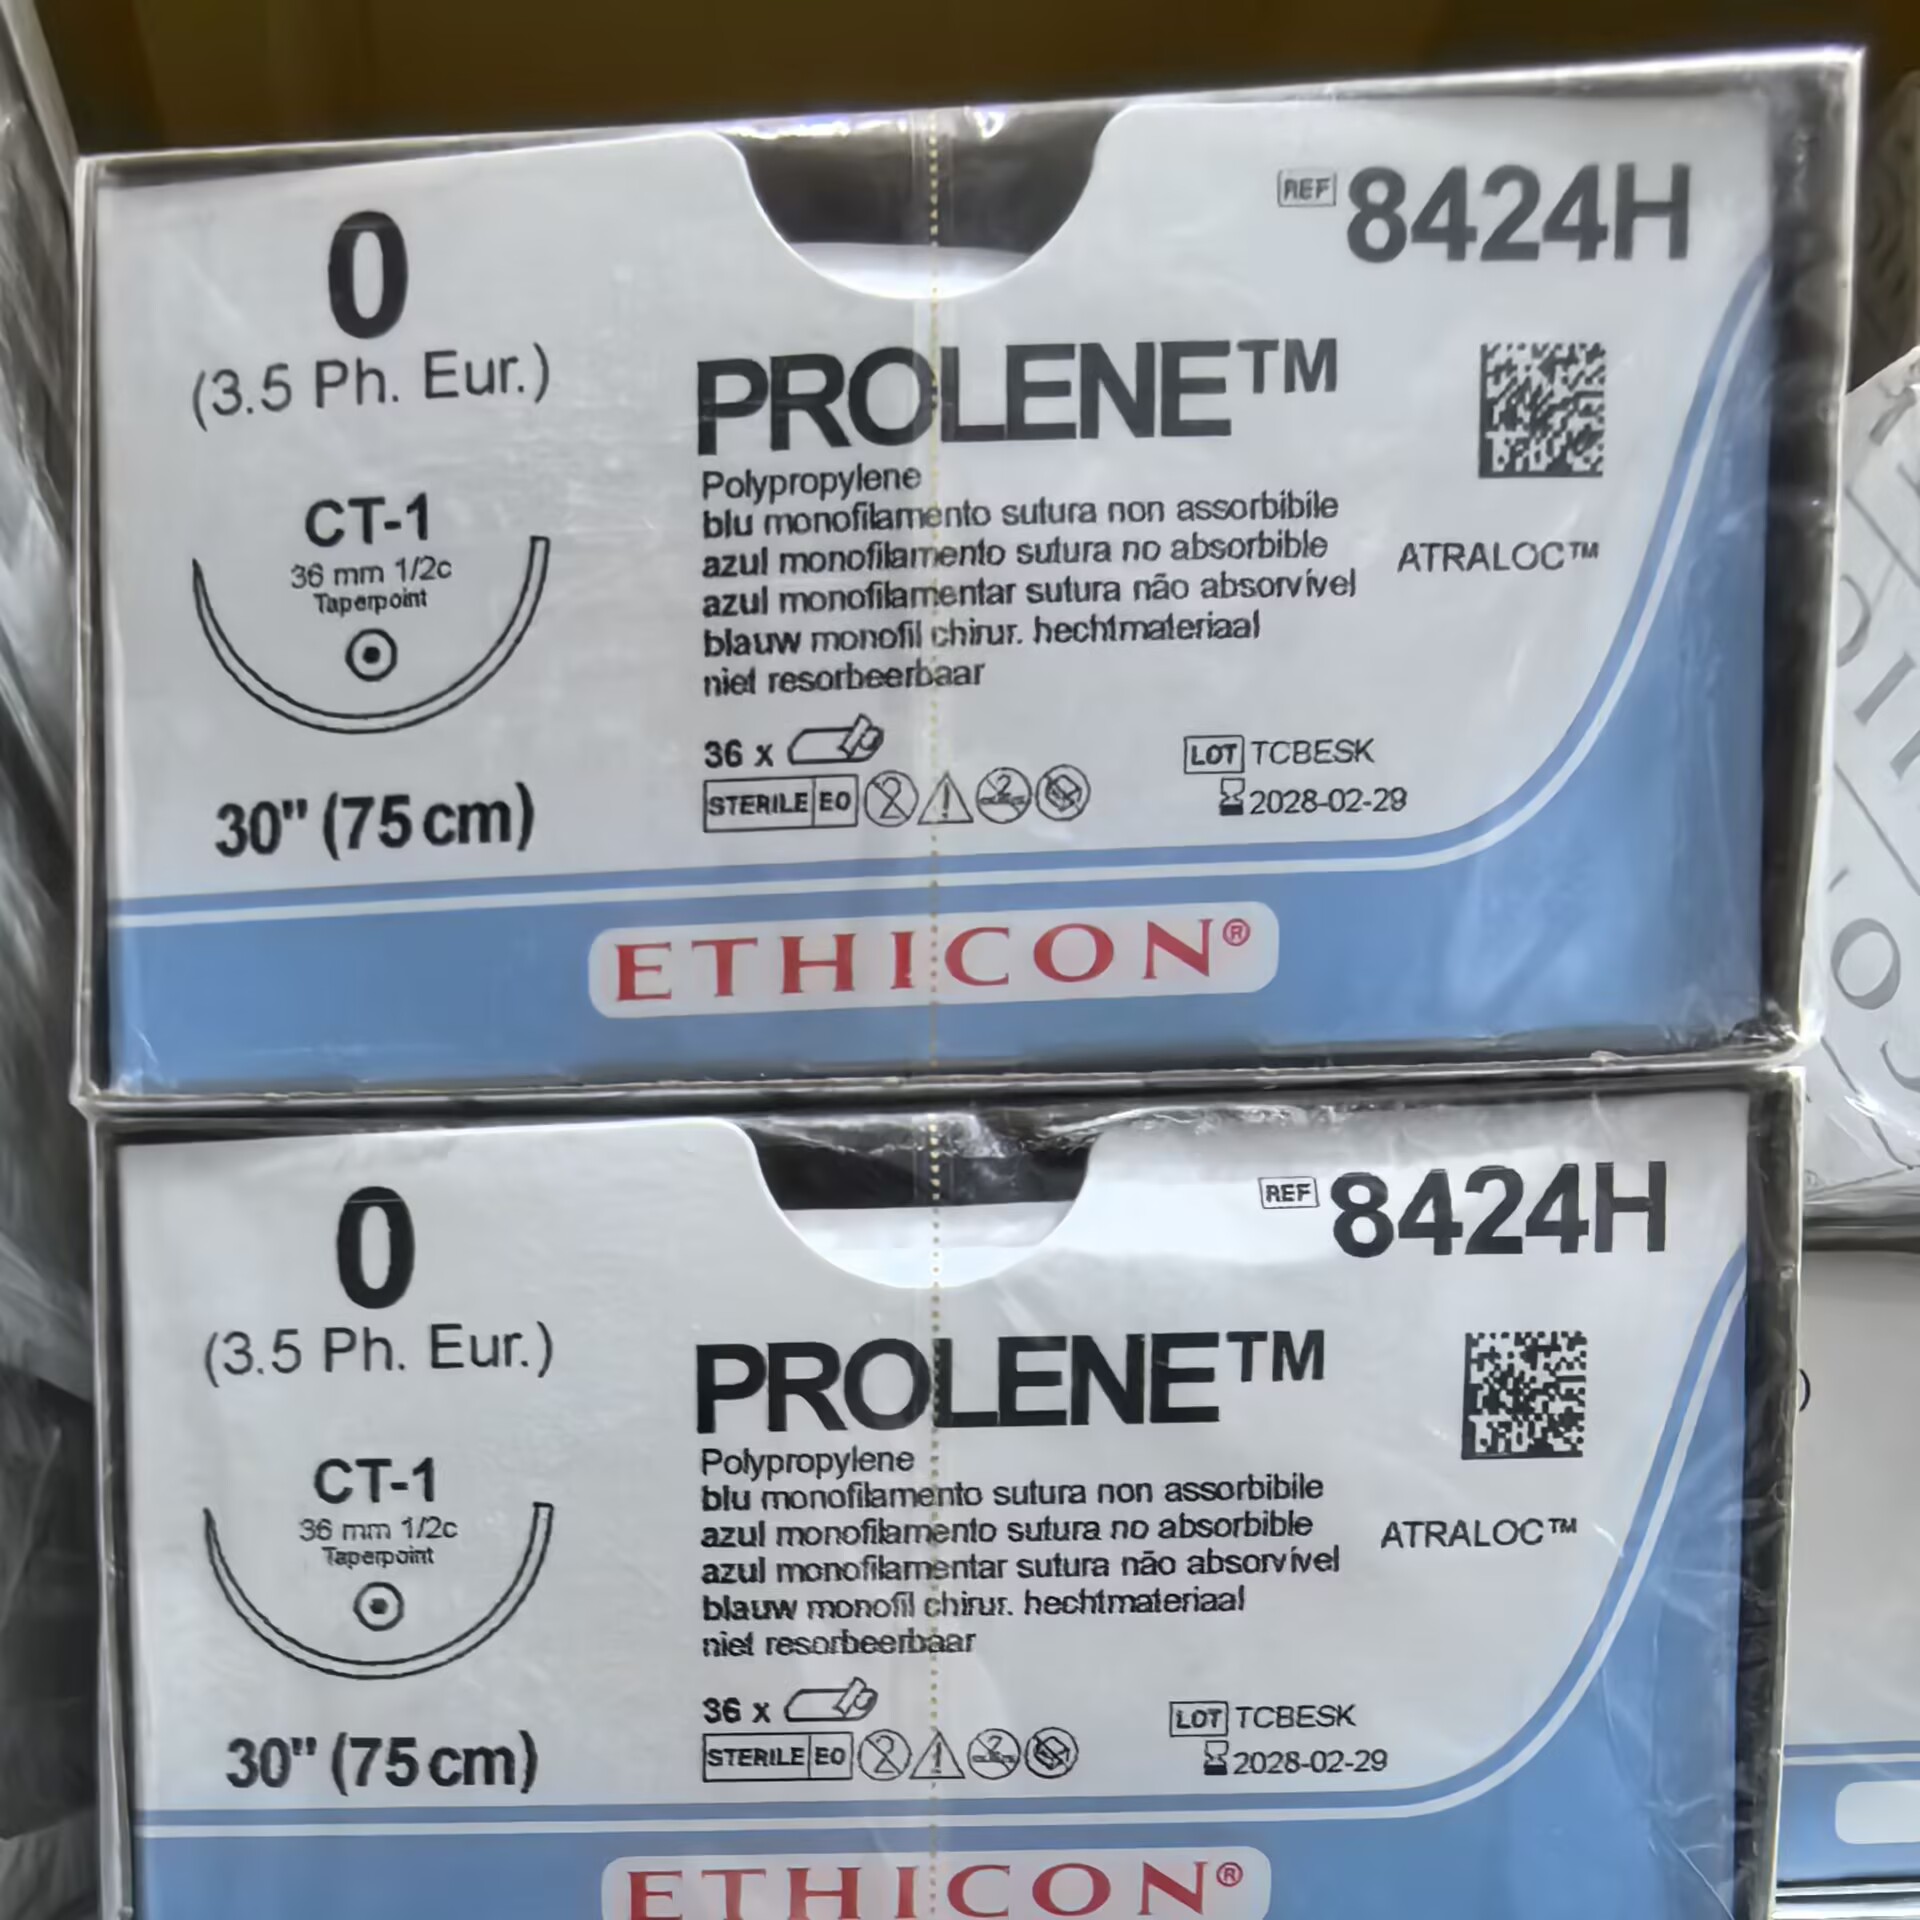 0
(3.5 Ph. Eur.)
CT-1
36 mm 1/2c
Taperpoint
30" (75 cm)
REF 8424H
PROLENE™
Polypropylene
blu monofilamento sutura non assorbibile
azul monofilamento sutura no absorbible
azul monofilamentar sutura não absorvível
blauw monofil chirur. hechtmateriaal
niet resorbeerbaar
ATRALOC™
36 x
STERILE EO
LOT TCBESK
2028-02-29
ETHICON®
0
(3.5 Ph. Eur.)
CT-1
36 mm 1/2c
Taperpoint
30" (75 cm)
REF 8424H
PROLENE™
Polypropylene
blu monofilamento sutura non assorbibile
azul monofilamento sutura no absorbible
azul monofilamentar sutura não absorvível
blauw monofil chirur. hechtmateriaal
niet resorbeerbaar
ATRALOC™
36 x
STERILE EO
LOT TCBESK
2028-02-29
ETHICON®